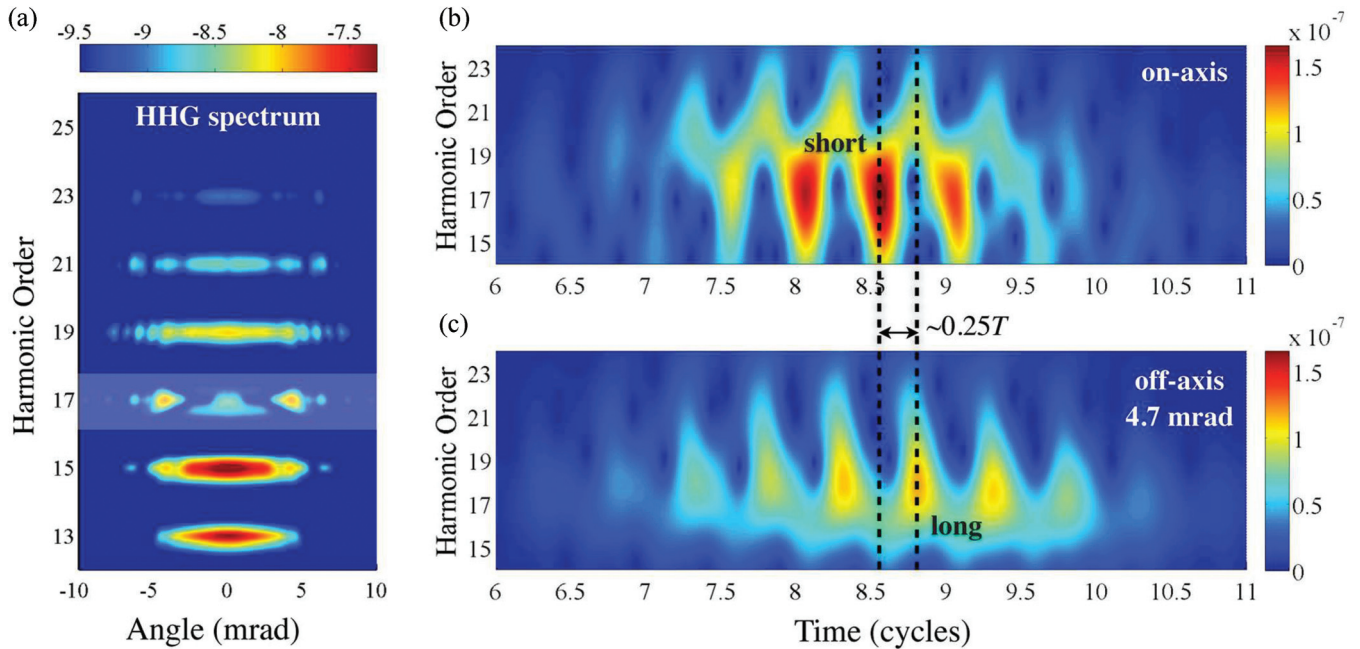 (a)
-9.5 -9 -8.5 -8 -7.5
HHG spectrum
Harmonic Order
25
23
21
19
17
15
13
-10 -5 0 5 10
Angle (mrad)
(b)
on-axis
short
Harmonic Order
23
21
19
17
15
6 6.5 7 7.5 8 8.5 9 9.5 10 10.5 11
x 10-7
1.5
1
0.5
0
~0.25T
(c)
off-axis
4.7 mrad
long
Harmonic Order
23
21
19
17
15
14
6 6.5 7 7.5 8 8.5 9 9.5 10 10.5 11
Time (cycles)
x 10-7
1.5
1
0.5
0